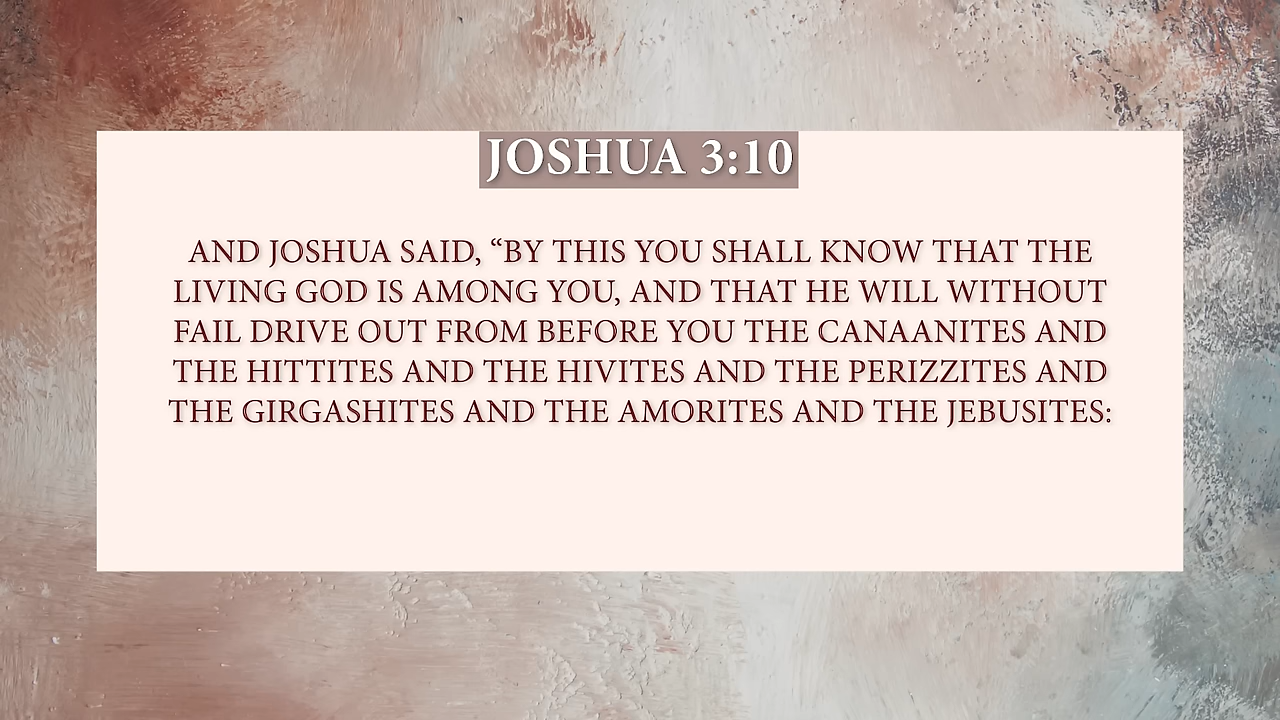 JOSHUA 3:10
AND JOSHUA SAID, “BY THIS YOU SHALL KNOW THAT THE
LIVING GOD IS AMONG YOU, AND THAT HE WILL WITHOUT
FAIL DRIVE OUT FROM BEFORE YOU THE CANAANITES AND
THE HITTITES AND THE HIVITES AND THE PERIZZITES AND
THE GIRGASHITES AND THE AMORITES AND THE JEBUSITES: